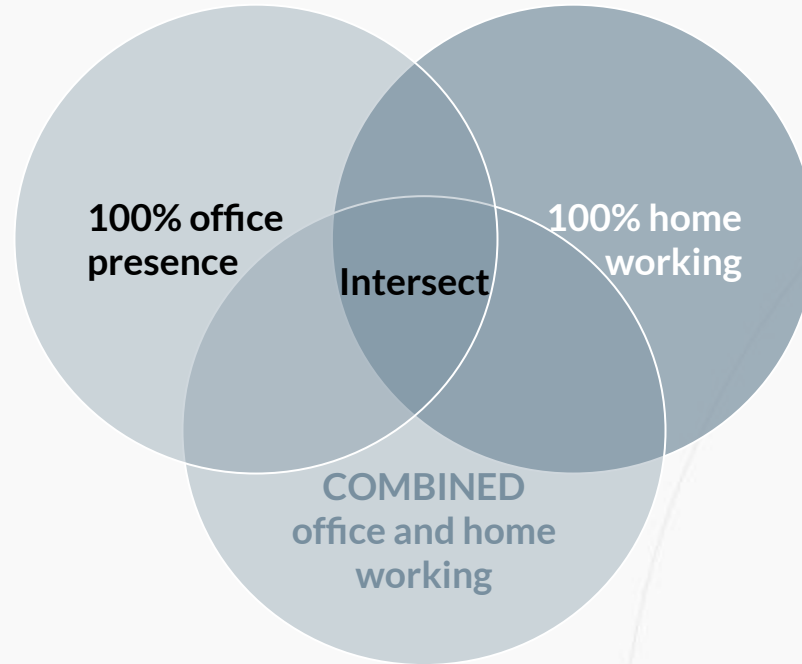 100% office
presence
100% home
working
Intersect
COMBINED
office and home
working